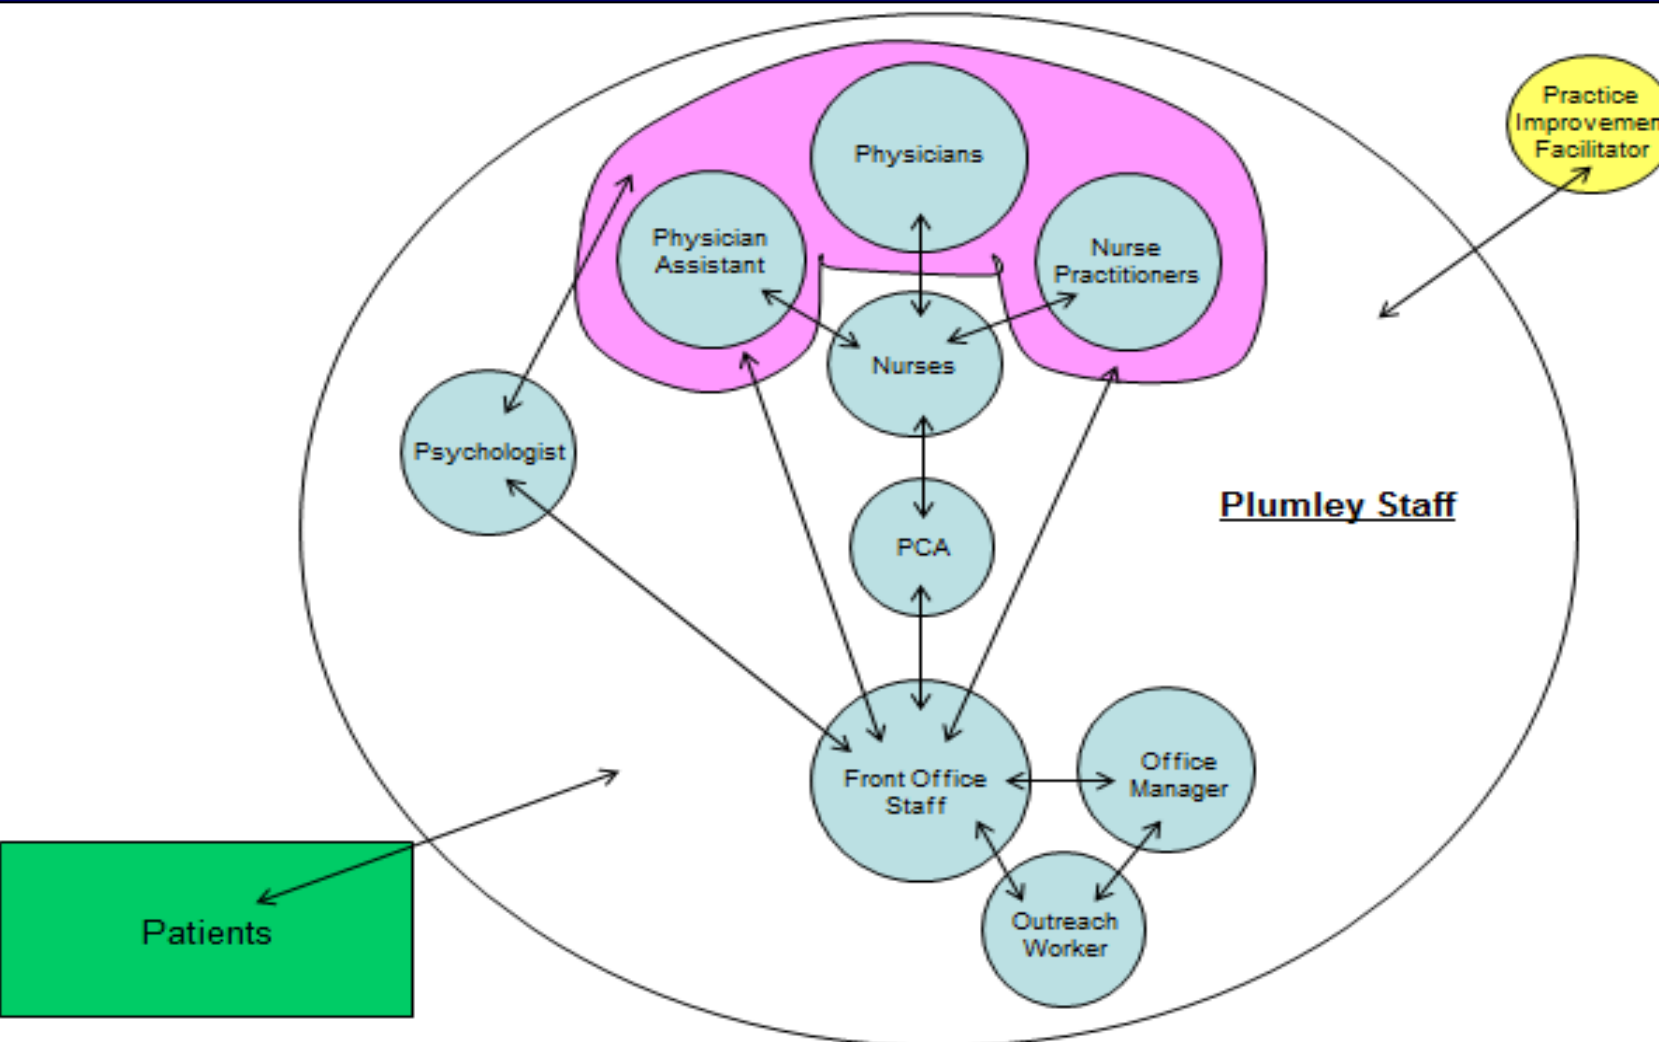 Physicians
Practice
Improvemen
Facilitator
Physician
Assistant
Nurse
Practitioners
Nurses
Psychologist
Plumley Staff
PCA
Front Office
Staff
Office
Manager
Outreach
Worker
Patients